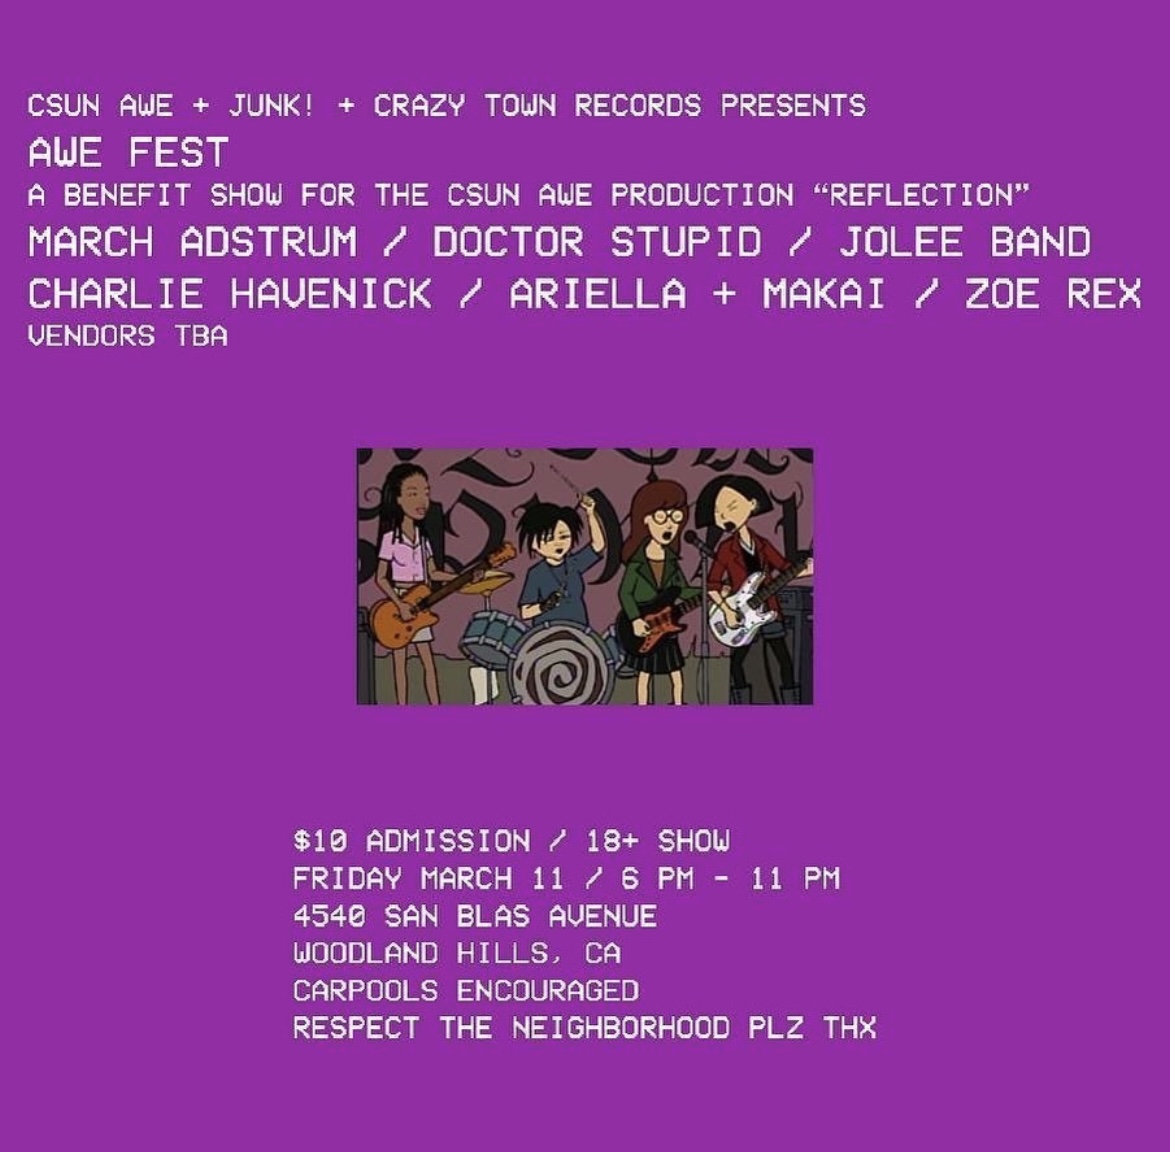 CSUN AWE + JUNK! + CRAZY TOWN RECORDS PRESENTS
AWE FEST
A BENEFIT SHOW FOR THE CSUN AWE PRODUCTION “REFLECTION”
MARCH ADSTRUM / DOCTOR STUPID / JOLEE BAND
CHARLIE HAVENICK / ARIELLA + MAKAI / ZOE REX
VENDORS TBA
$10 ADMISSION / 18+ SHOW
FRIDAY MARCH 11 / 6 PM - 11 PM
4540 SAN BLAS AVENUE
WOODLAND HILLS, CA
CARPOOLS ENCOURAGED
RESPECT THE NEIGHBORHOOD PLZ THX